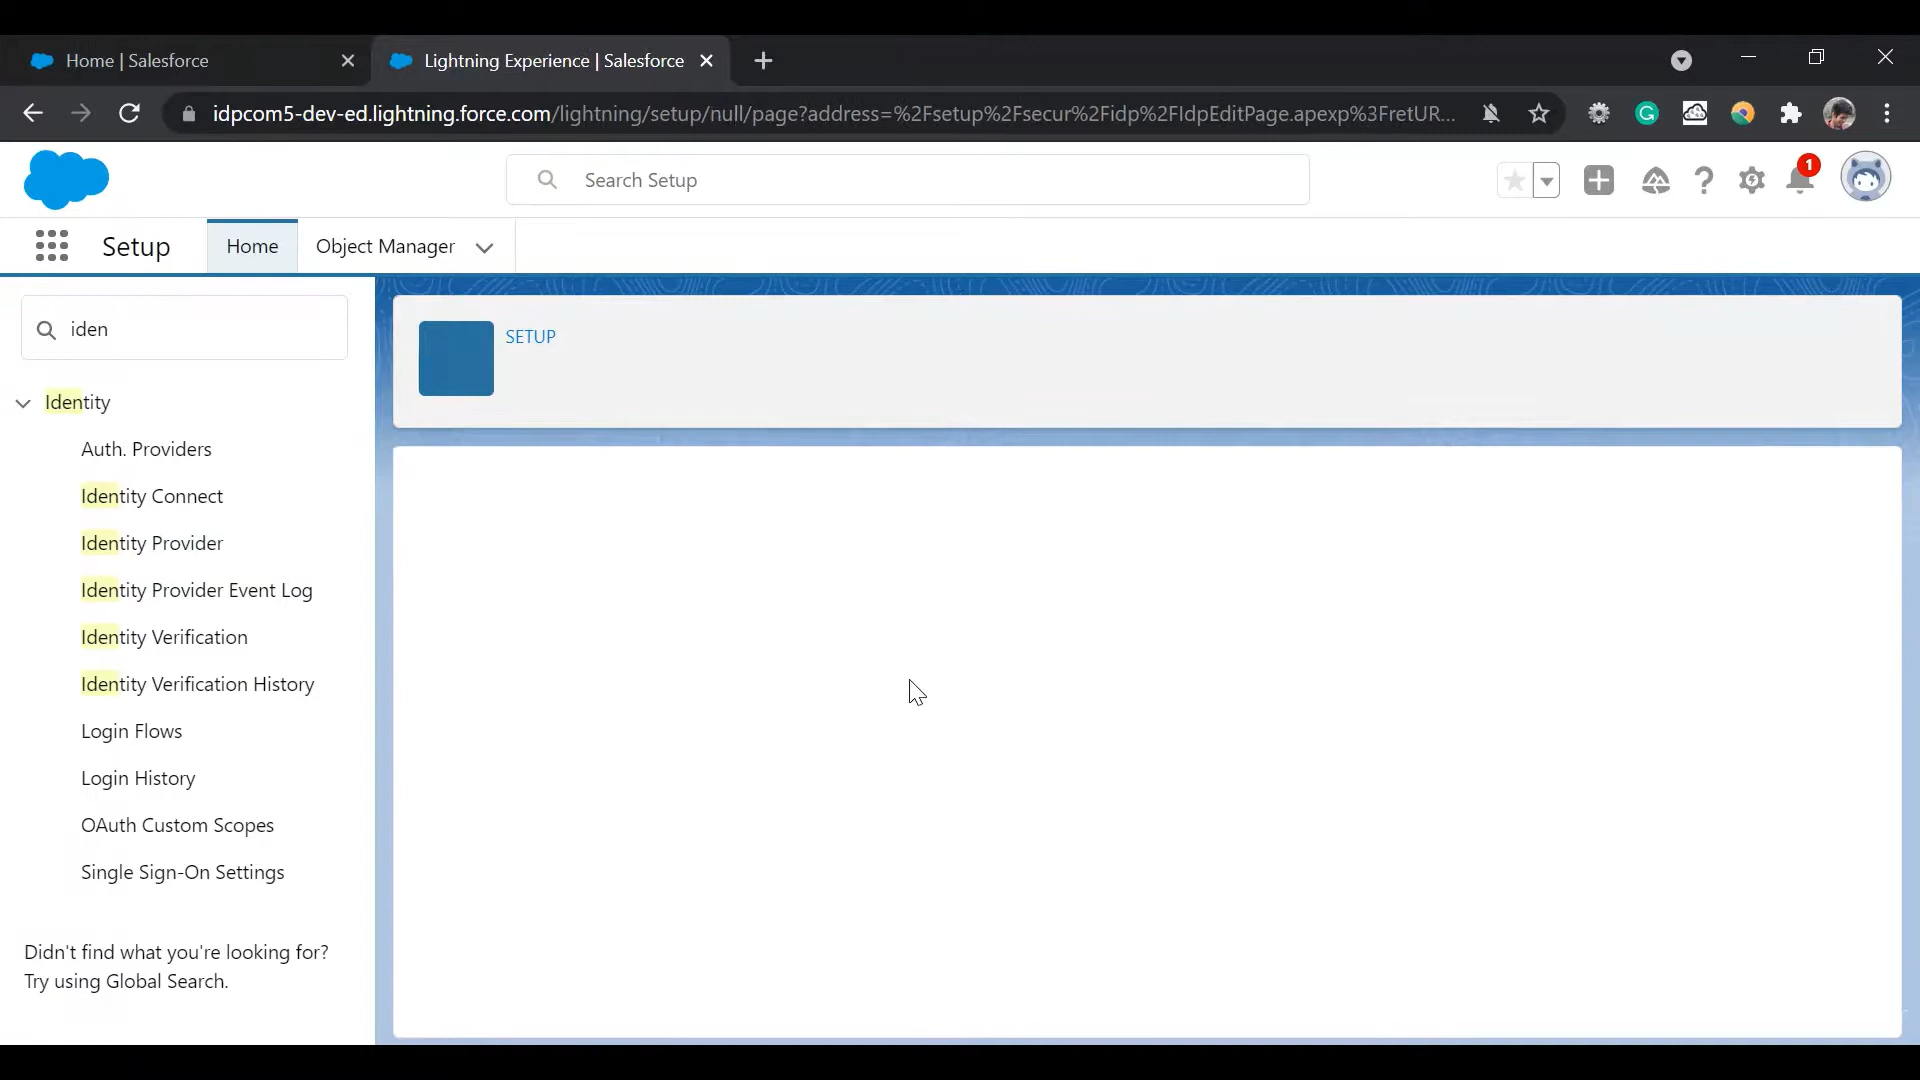 Home | Salesforce
Lightning Experience | Salesforce
idpcom5-dev-ed.lightning.force.com/lightning/setup/null/page?address=%2Fsetup%2Fsecur%2Fidp%2FIdpEditPage.apexp%3FretUR...
Search Setup
1
Setup
Home
Object Manager
iden
SETUP
Identity
Auth. Providers
Identity Connect
Identity Provider
Identity Provider Event Log
Identity Verification
Identity Verification History
Login Flows
Login History
OAuth Custom Scopes
Single Sign-On Settings
Didn't find what you're looking for?
Try using Global Search.